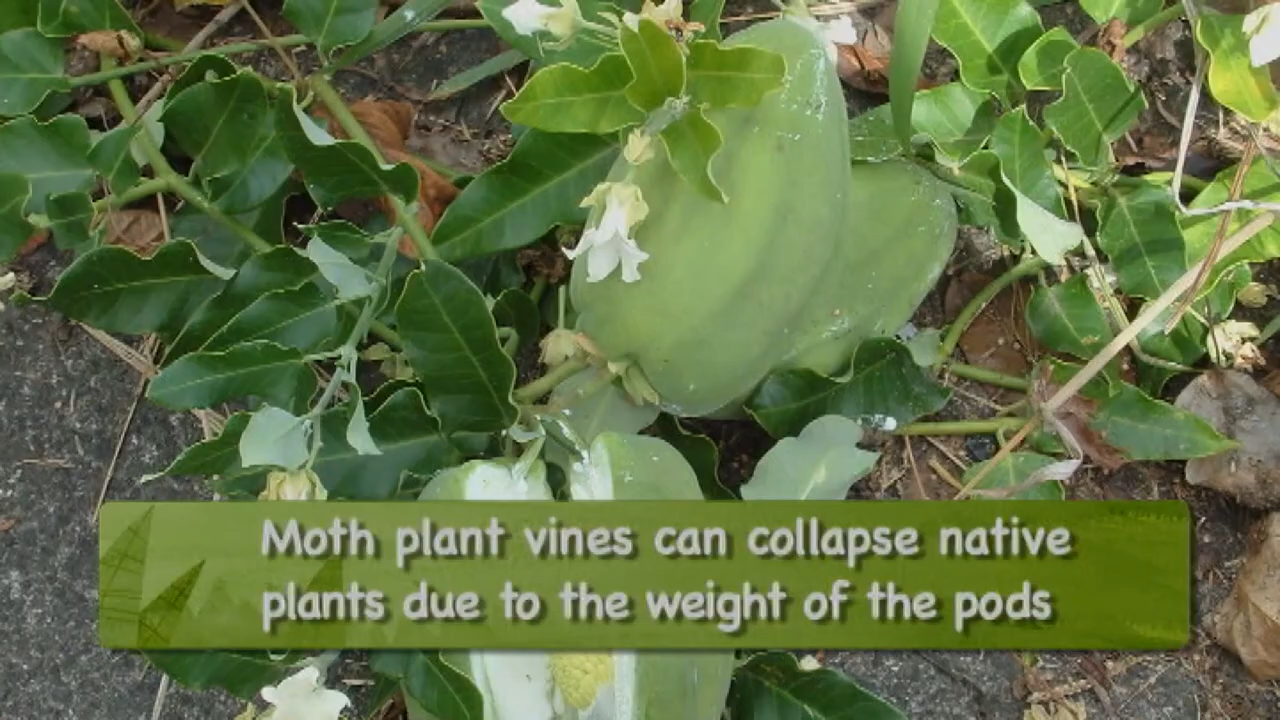 Moth plant vines can collapse native
plants due to the weight of the pods